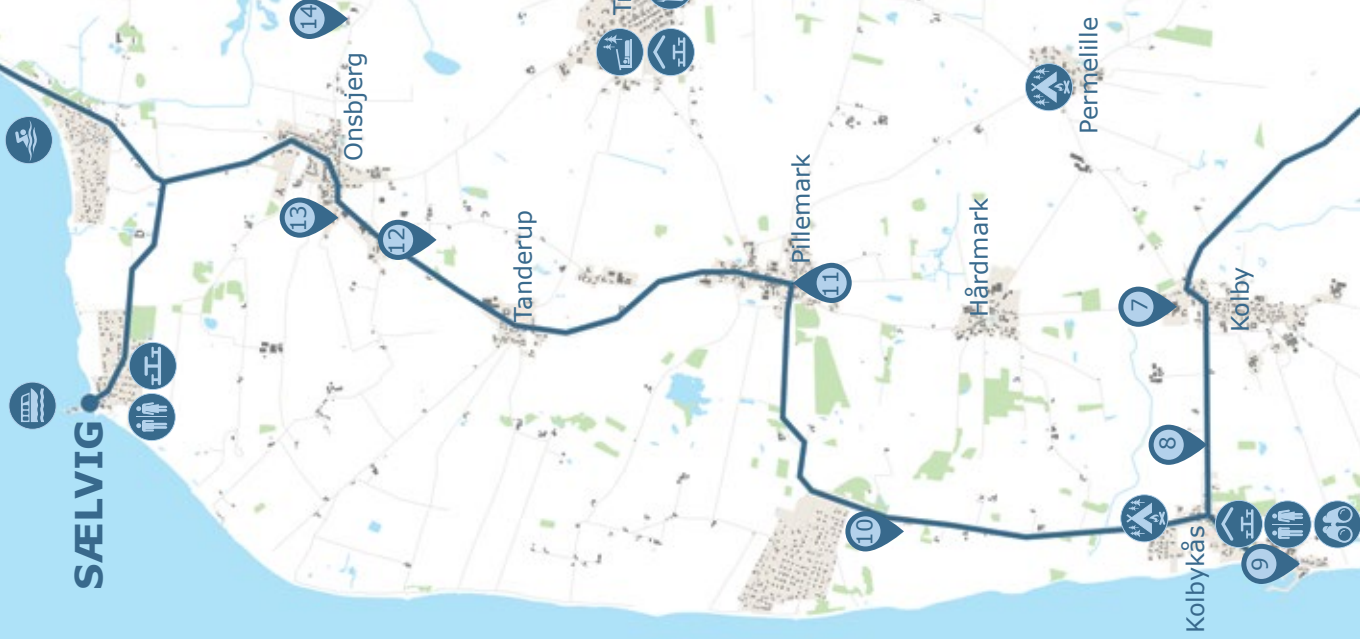 SÆLVIG
14
Onsbjerg
13
12
Tanderup
Pillemark
11
Hårdmark
Permelille
7
Kolby
8
10
Kolbykås
9